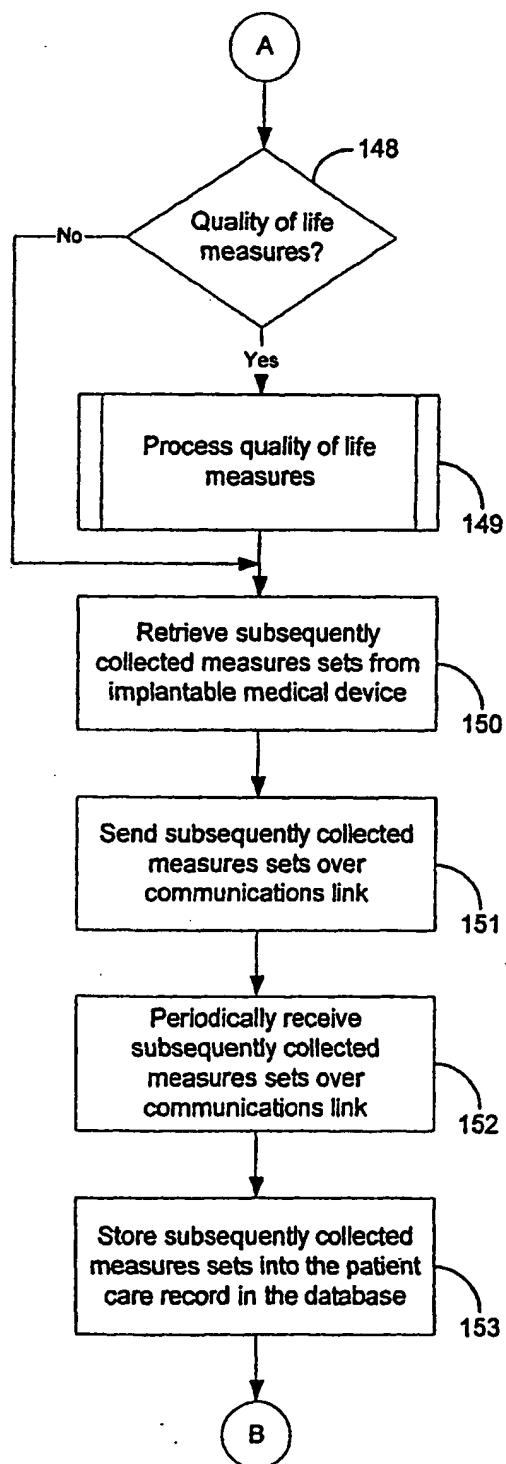 A
148
Quality of life
measures?
No
Yes
Process quality of life
measures
149
Retrieve subsequently
collected measures sets from
implantable medical device
150
Send subsequently collected
measures sets over
communications link
151
Periodically receive
subsequently collected
measures sets over
communications link
152
Store subsequently collected
measures sets into the patient
care record in the database
153
B